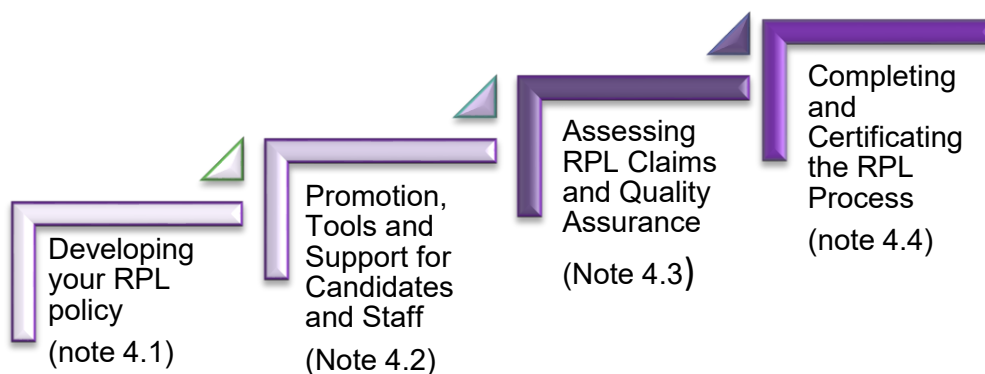 Developing
your RPL
policy
(note 4.1)
Promotion,
Tools and
Support for
Candidates
and Staff
(Note 4.2)
Assessing
RPL Claims
and Quality
Assurance
(Note 4.3)
Completing
and
Certificating
the RPL
Process
(note 4.4)